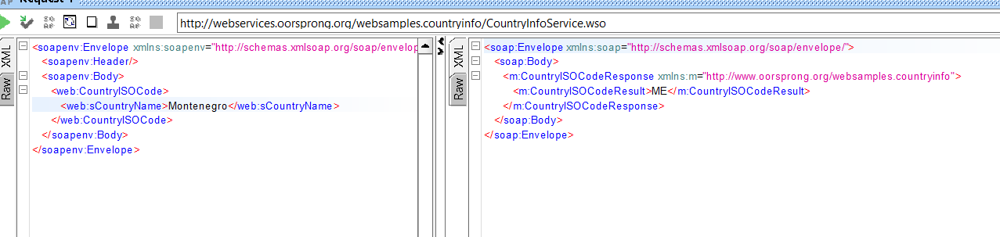 Request 1
http://webservices.oorsprong.org/websamples.countryinfo/CountryInfoService.wso
XML
Raw
<soapenv:Envelope xmlns:soapenv="http://schemas.xmlsoap.org/soap/envelop
<soapenv:Header/>
<soapenv:Body>
<web:CountryISOCode>
<web:sCountryName>Montenegro</web:sCountryName>
</web:CountryISOCode>
</soapenv:Body>
</soapenv:Envelope>
XML
Raw
<soap:Envelope xmlns:soap="http://schemas.xmlsoap.org/soap/envelope/">
<soap:Body>
<m:CountryISOCodeResponse xmlns:m="http://www.oorsprong.org/websamples.countryinfo">
<m:CountryISOCodeResult>ME</m:CountryISOCodeResult>
</m:CountryISOCodeResponse>
</soap:Body>
</soap:Envelope>